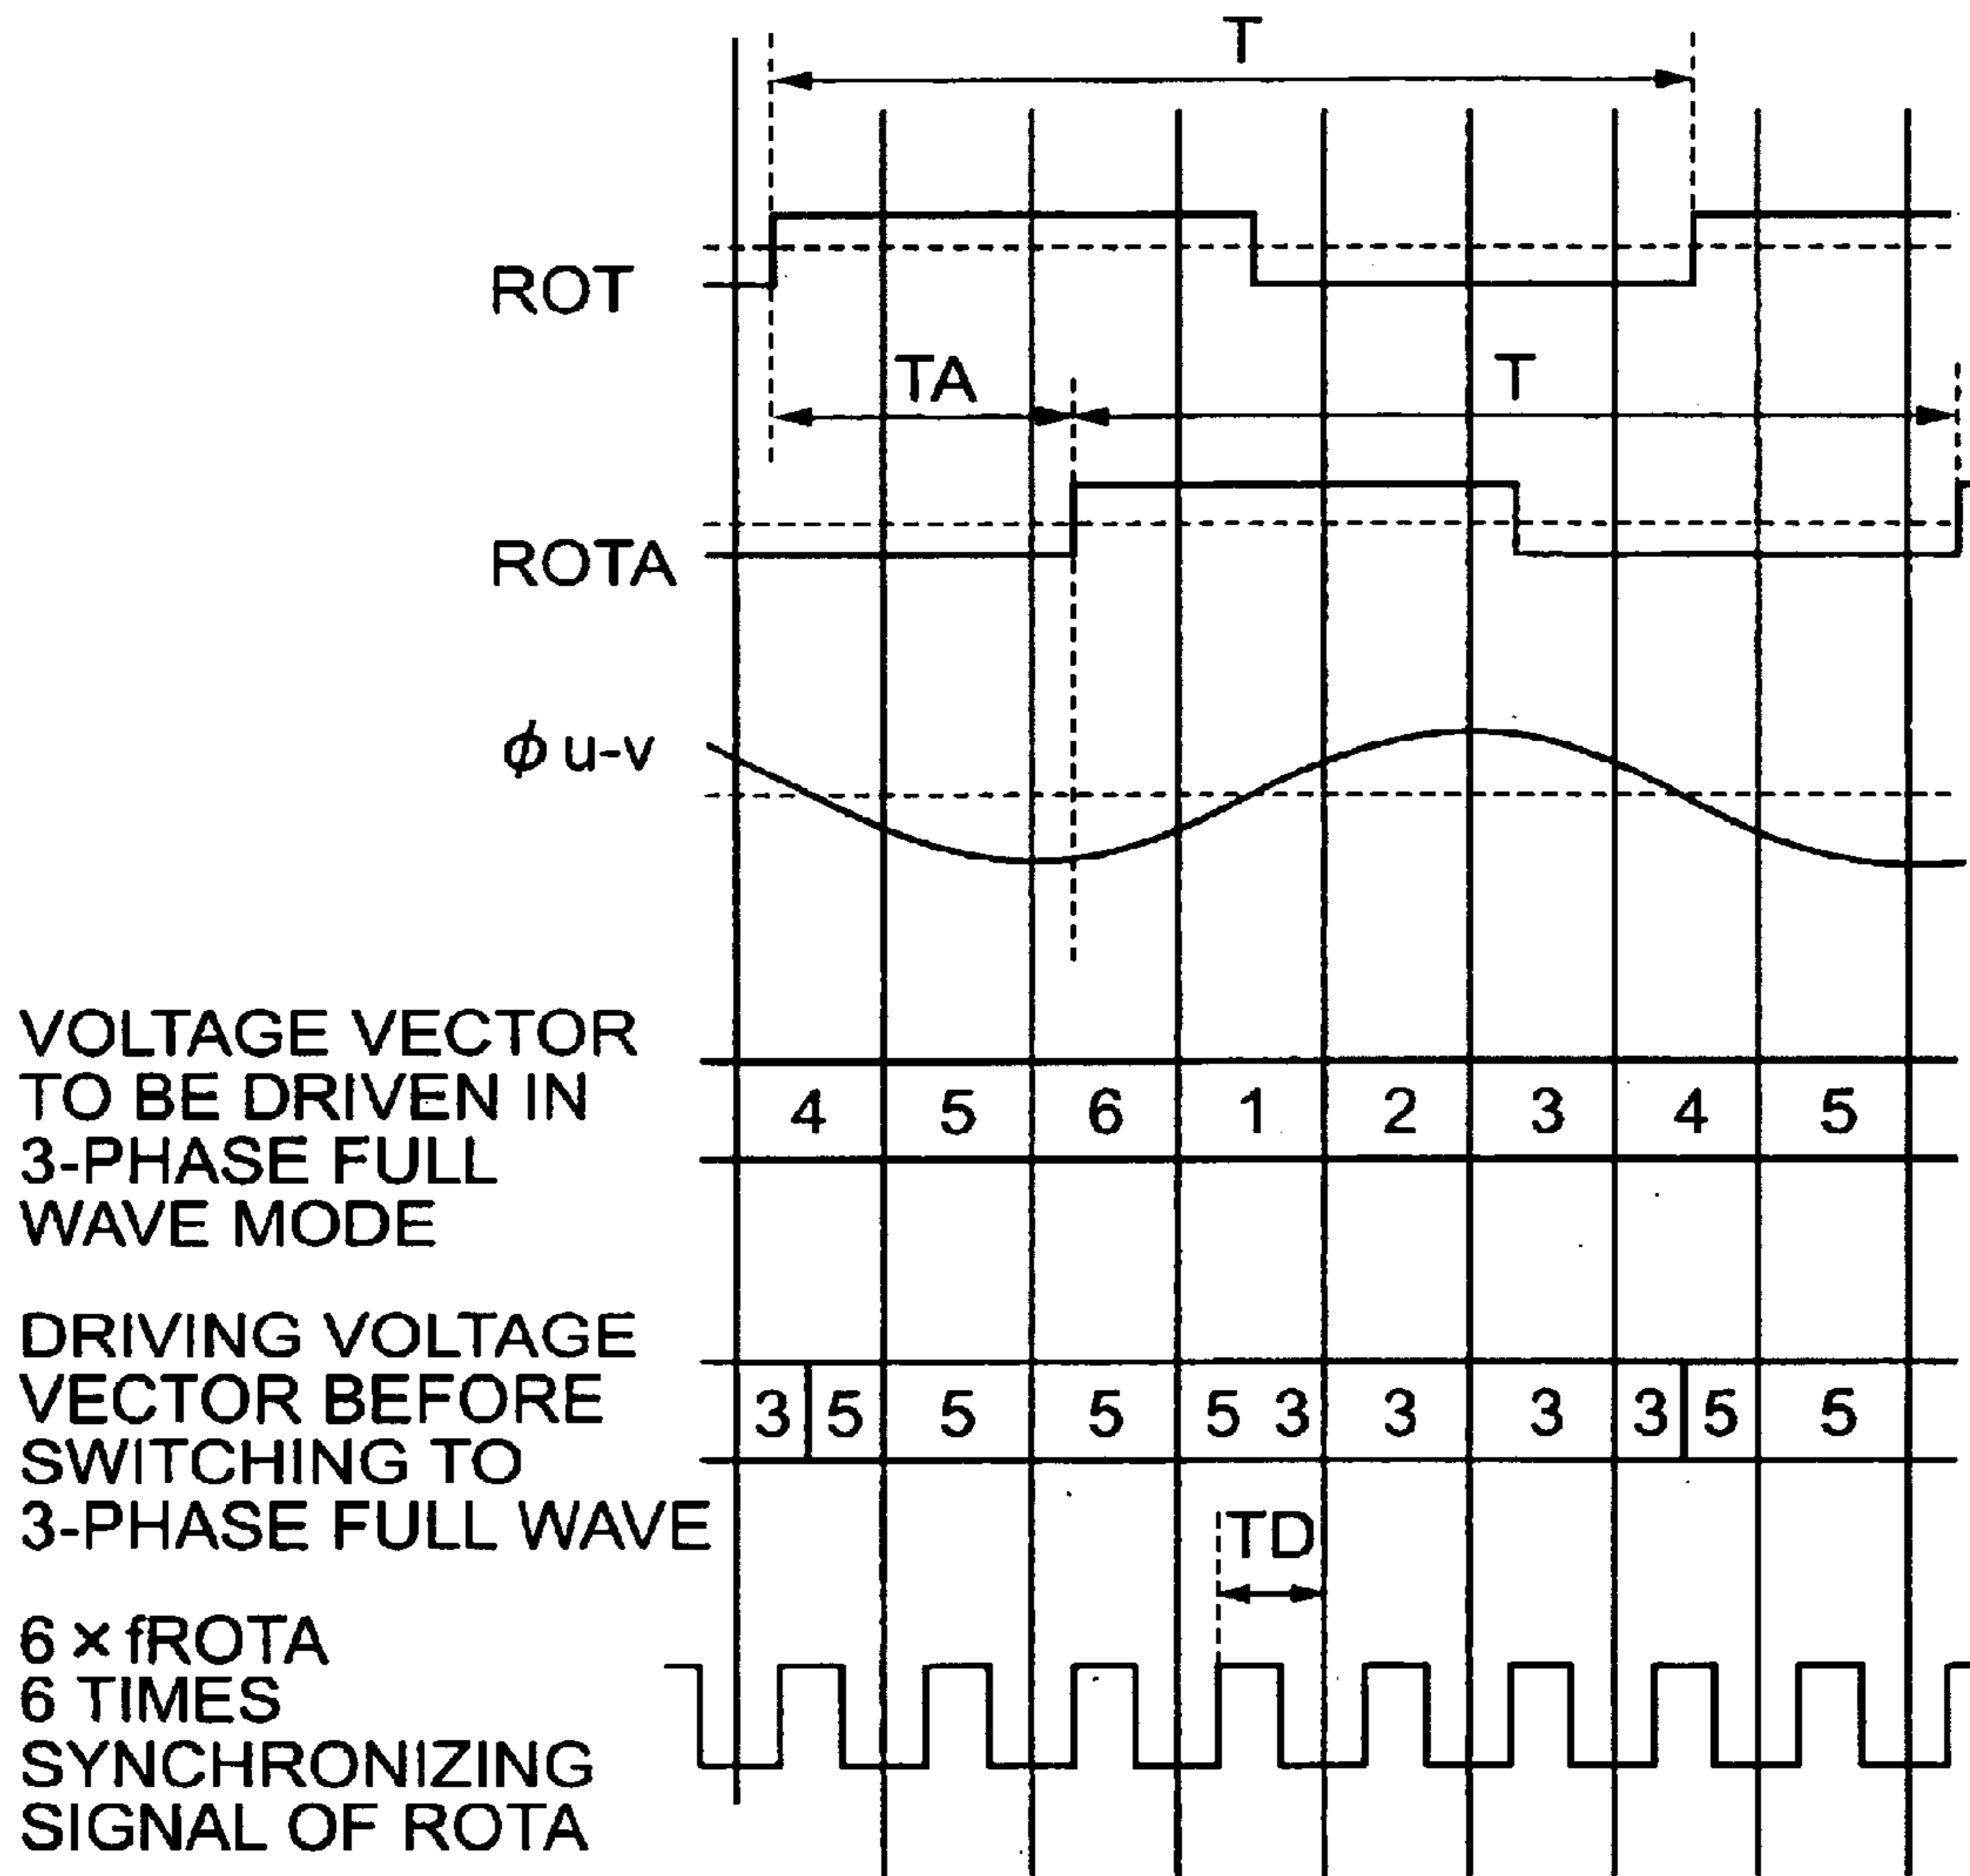 T
ROT
TA T
ROTA
ϕ u-v
VOLTAGE VECTOR
TO BE DRIVEN IN
3-PHASE FULL
WAVE MODE
4 5 6 1 2 3 4 5
DRIVING VOLTAGE
VECTOR BEFORE
SWITCHING TO
3-PHASE FULL WAVE
3 5 5 5 5 3 3 3 3 5 5
TD
6 × fROTA
6 TIMES
SYNCHRONIZING
SIGNAL OF ROTA